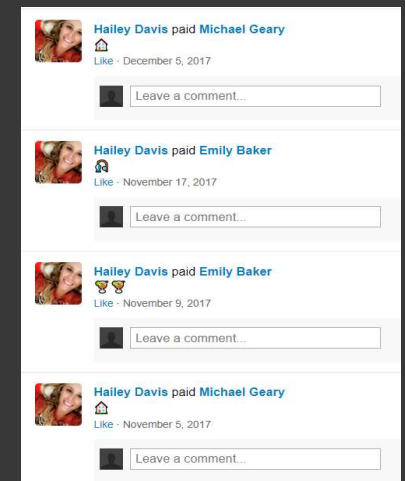 Hailey Davis paid Michael Geary
🏠
Like · December 5, 2017
Leave a comment...
Hailey Davis paid Emily Baker
🎧
Like · November 17, 2017
Leave a comment...
Hailey Davis paid Emily Baker
🍹🍹
Like · November 9, 2017
Leave a comment...
Hailey Davis paid Michael Geary
🏠
Like · November 5, 2017
Leave a comment...